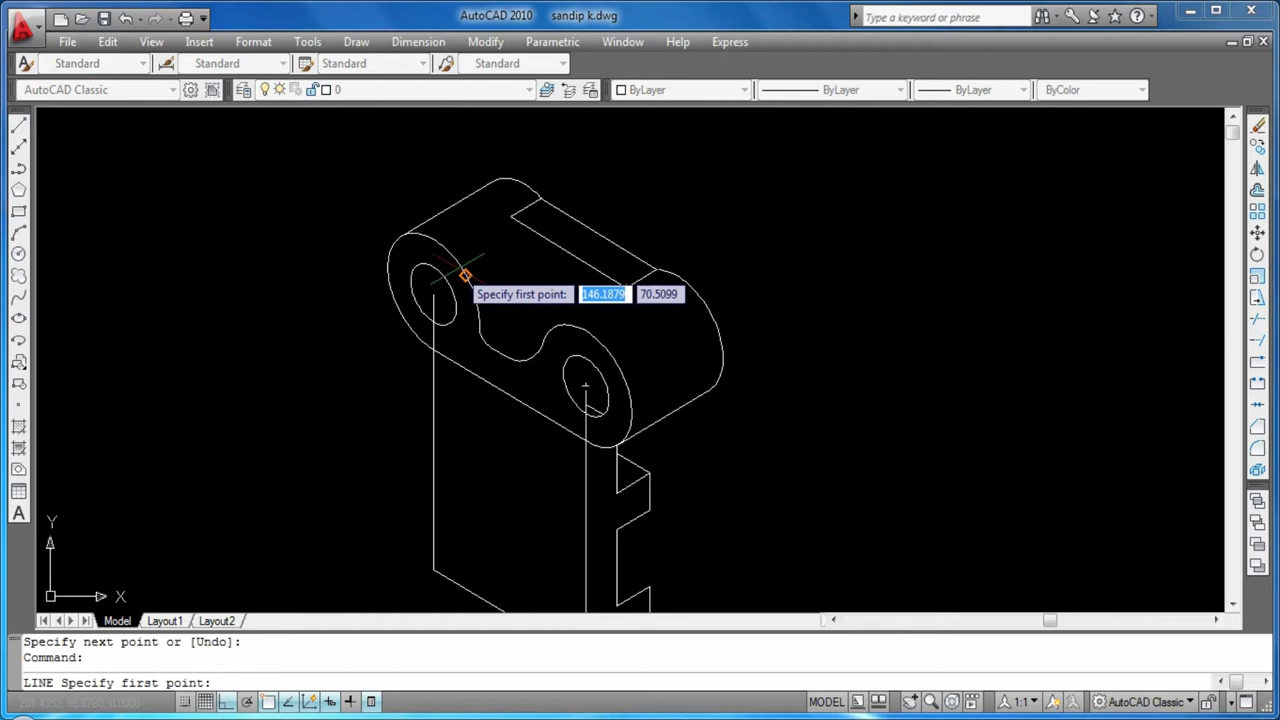 AutoCAD 2010 sandip k.dwg
Type a keyword or phrase
File Edit View Insert Format Tools Draw Dimension Modify Parametric Window Help Express
Standard Standard Standard Standard
AutoCAD Classic 0 ByLayer ByLayer ByLayer ByColor
Specify first point: 146.1879 70.5099
A
Y
X
Model Layout1 Layout2
Specify next point or [Undo]:
Command:
LINE Specify first point:
MODEL 1:1 AutoCAD Classic